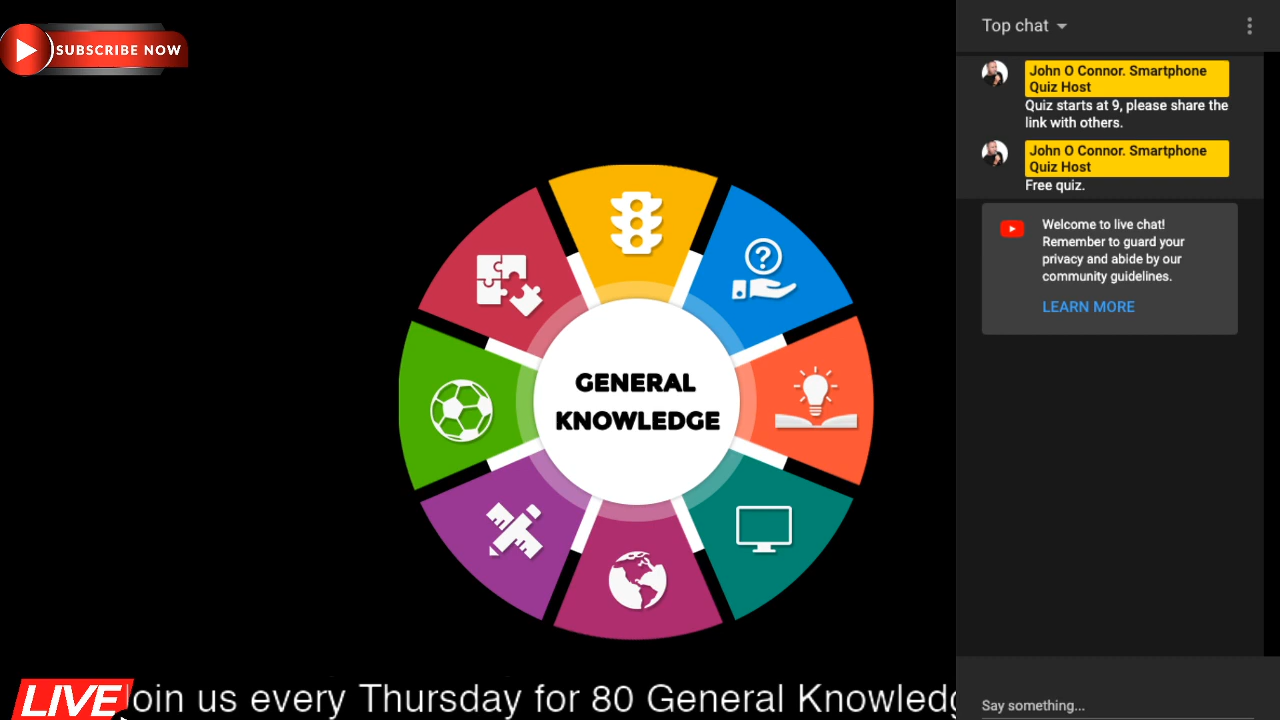 SUBSCRIBE NOW
GENERAL
KNOWLEDGE
LIVE
oin us every Thursday for 80 General Knowledg
Top chat
John O Connor. Smartphone
Quiz Host
Quiz starts at 9, please share the
link with others.
John O Connor. Smartphone
Quiz Host
Free quiz.
Welcome to live chat!
Remember to guard your
privacy and abide by our
community guidelines.
LEARN MORE
Say something...